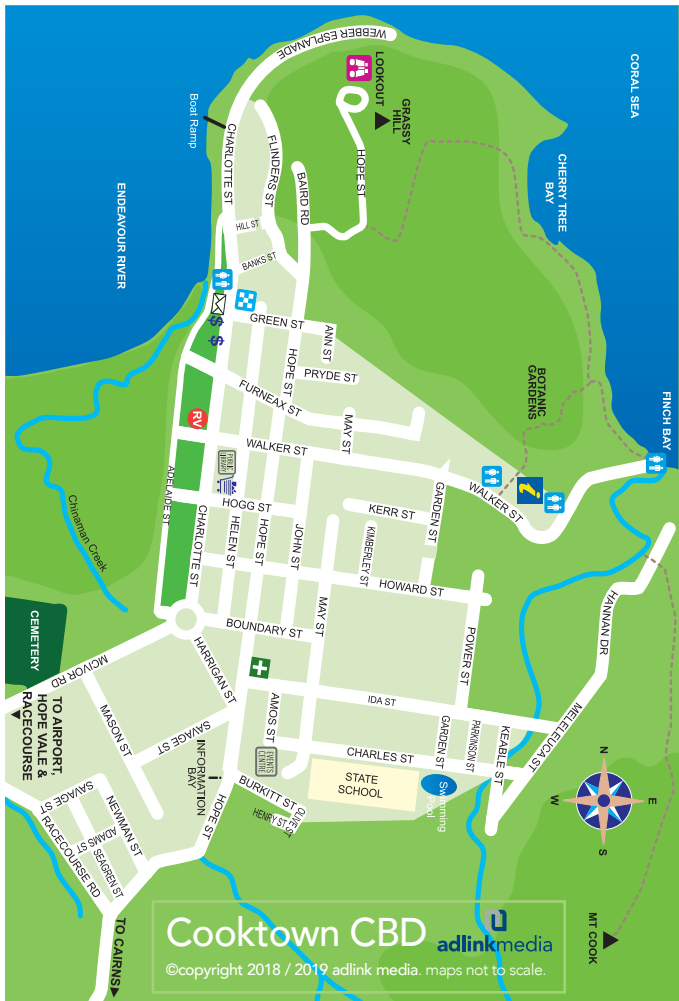 WEBBER ESPLANADE
LOOKOUT
GRASSY
HILL
CORAL SEA
Boat Ramp
CHARLOTTE ST
FLINDERS ST
BAIRD RD
HOPE ST
CHERRY TREE
BAY
ENDEAVOUR RIVER
HILL ST
BANKS ST
$ $
GREEN ST
ANN ST
HOPE ST
PRYDE ST
FURNEAX ST
MAY ST
BOTANIC
GARDENS
FINCH BAY
RV
WALKER ST
PUBLIC
LIBRARY
WALKER ST
i
ADELAIDE ST
HOGG ST
KERR ST
GARDEN ST
Chinaman Creek
CHARLOTTE ST
HELEN ST
HOPE ST
JOHN ST
KIMBERLEY ST
HOWARD ST
MAY ST
HANNAN DR
CEMETERY
BOUNDARY ST
POWER ST
MCIVOR RD
HARRIGAN ST
IDA ST
AMOS ST
TO AIRPORT,
HOPE VALE &
RACECOURSE
MASON ST
SAVAGE ST
INFORMATION
BAY
i
EVENTS
CENTRE
CHARLES ST
GARDEN ST
PARKINSON ST
KEABLE ST
MELELEUCA ST
STATE
SCHOOL
Swimming
Pool
N
E
S
W
SAVAGE ST
NEWMAN ST
ADAMS ST
SEAGREN ST
RACECOURSE RD
HOPE ST
BURKITT ST
HENRY ST
OLIVE ST
TO CAIRNS
MT COOK
Cooktown CBD
adlinkmedia
©copyright 2018 / 2019 adlink media. maps not to scale.